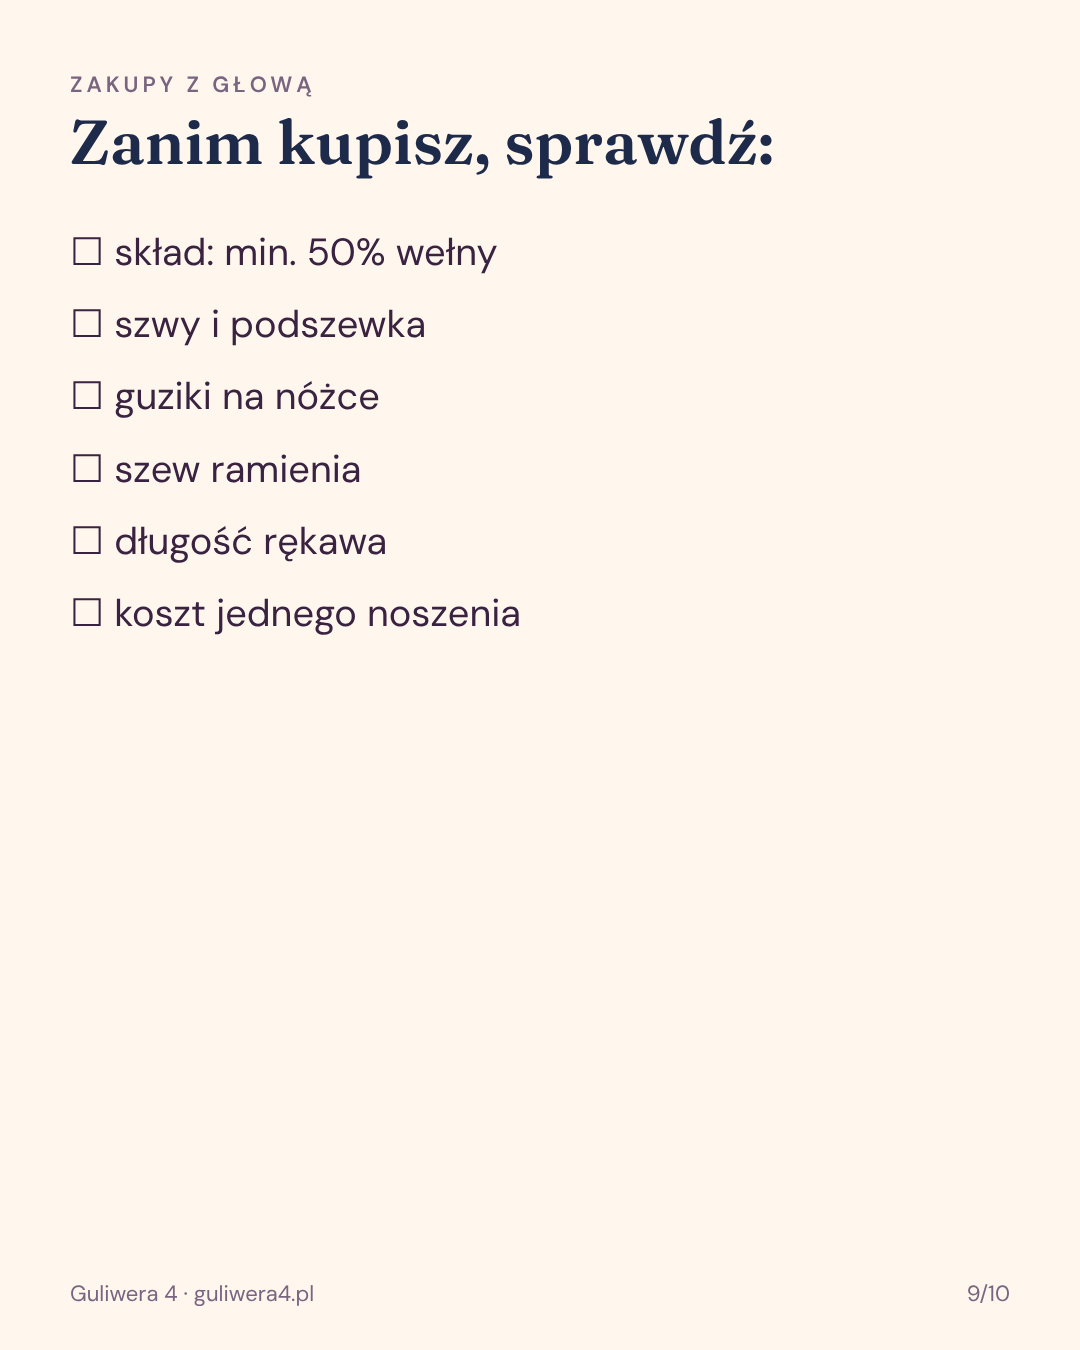 ZAKUPY Z GŁOWĄ
Zanim kupisz, sprawdź:
☐ skład: min. 50% wełny
☐ szwy i podszewka
☐ guziki na nóżce
☐ szew ramienia
☐ długość rękawa
☐ koszt jednego noszenia
Guliwera 4 · guliwera4.pl
9/10